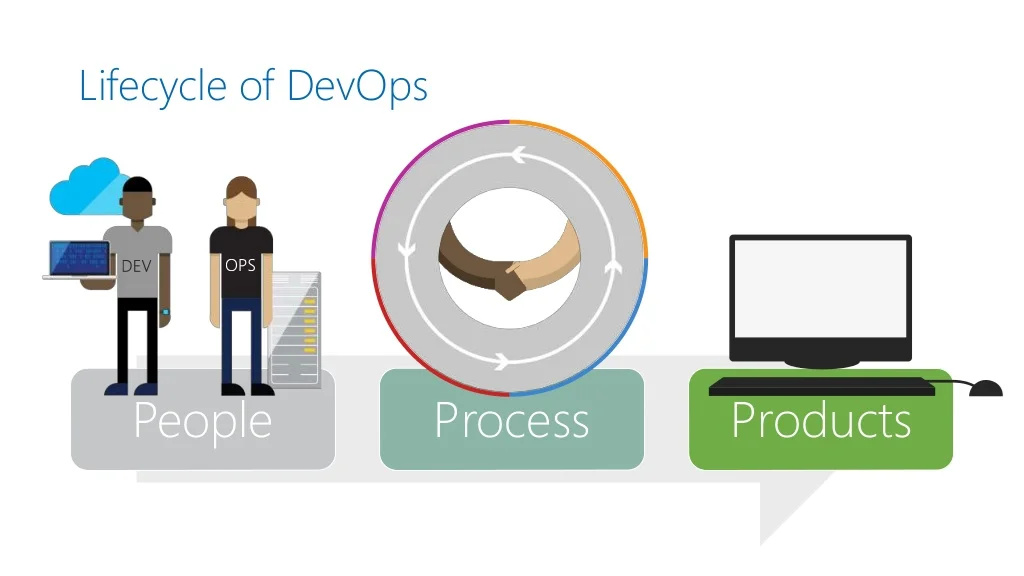 Lifecycle of DevOps
DEV
OPS
People
Process
Products